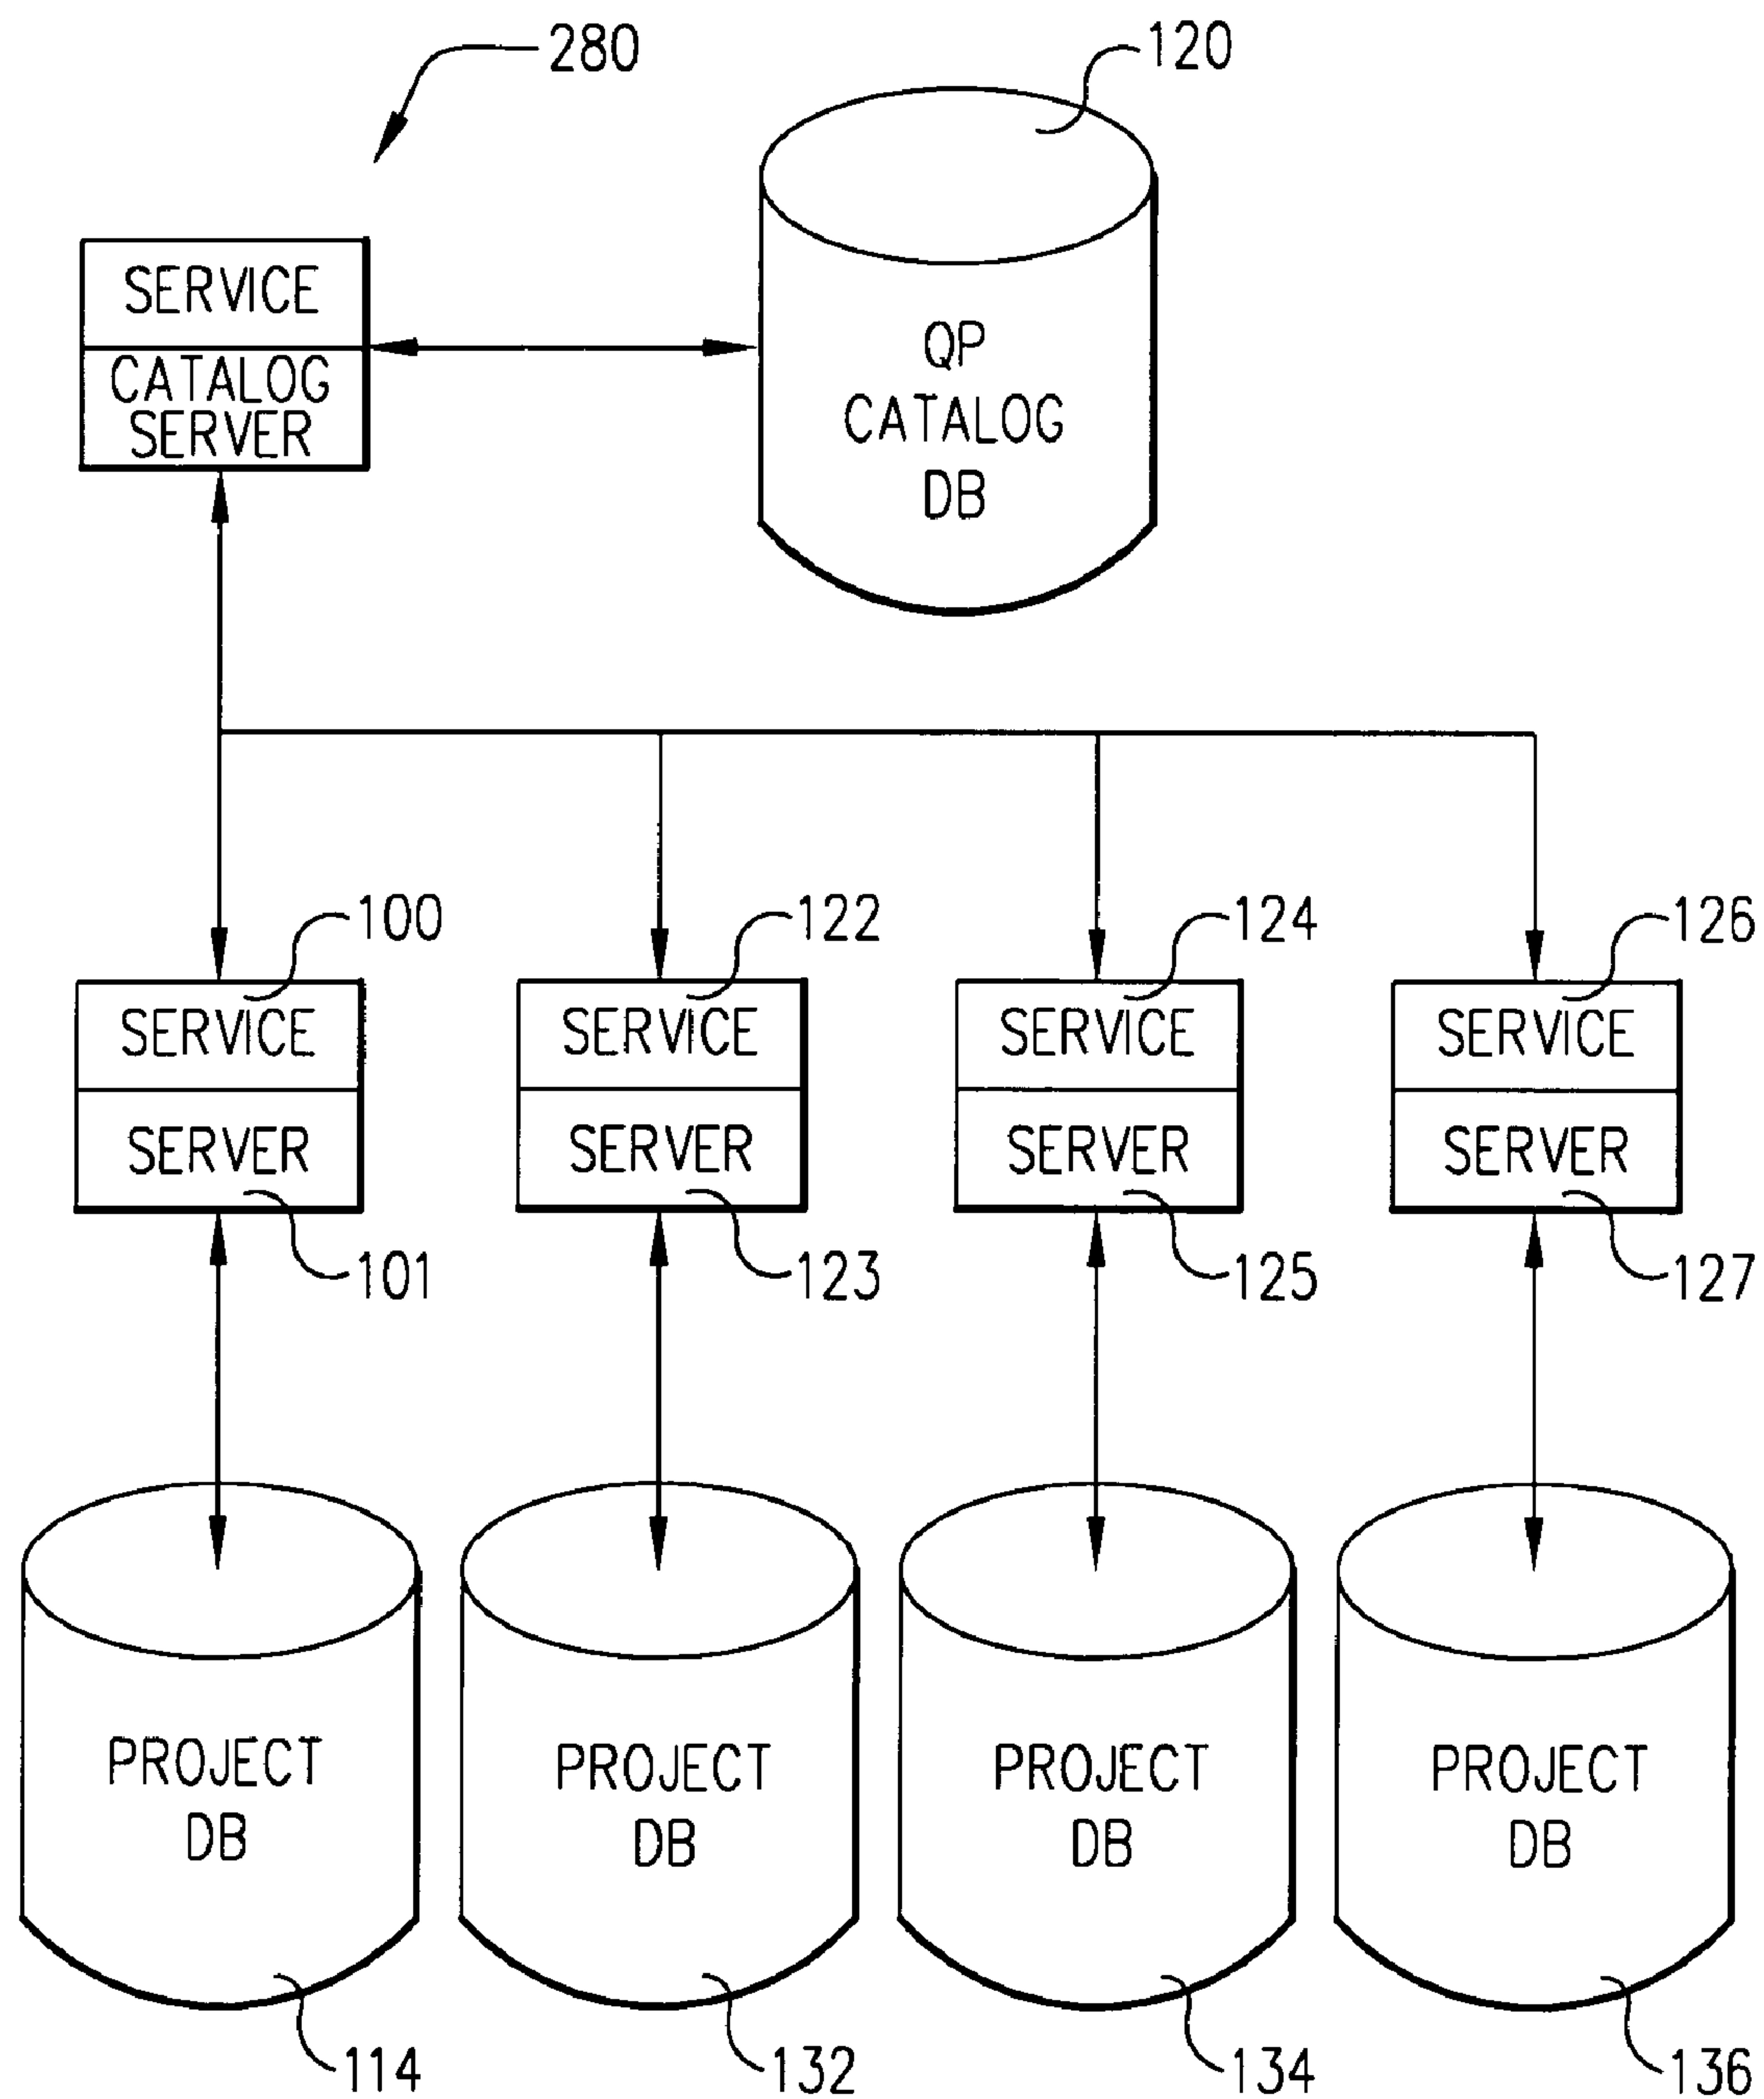 280
120
SERVICE
CATALOG
SERVER
QP
CATALOG
DB
100
122
124
126
SERVICE
SERVICE
SERVICE
SERVICE
SERVER
SERVER
SERVER
SERVER
101
123
125
127
PROJECT
DB
PROJECT
DB
PROJECT
DB
PROJECT
DB
114
132
134
136